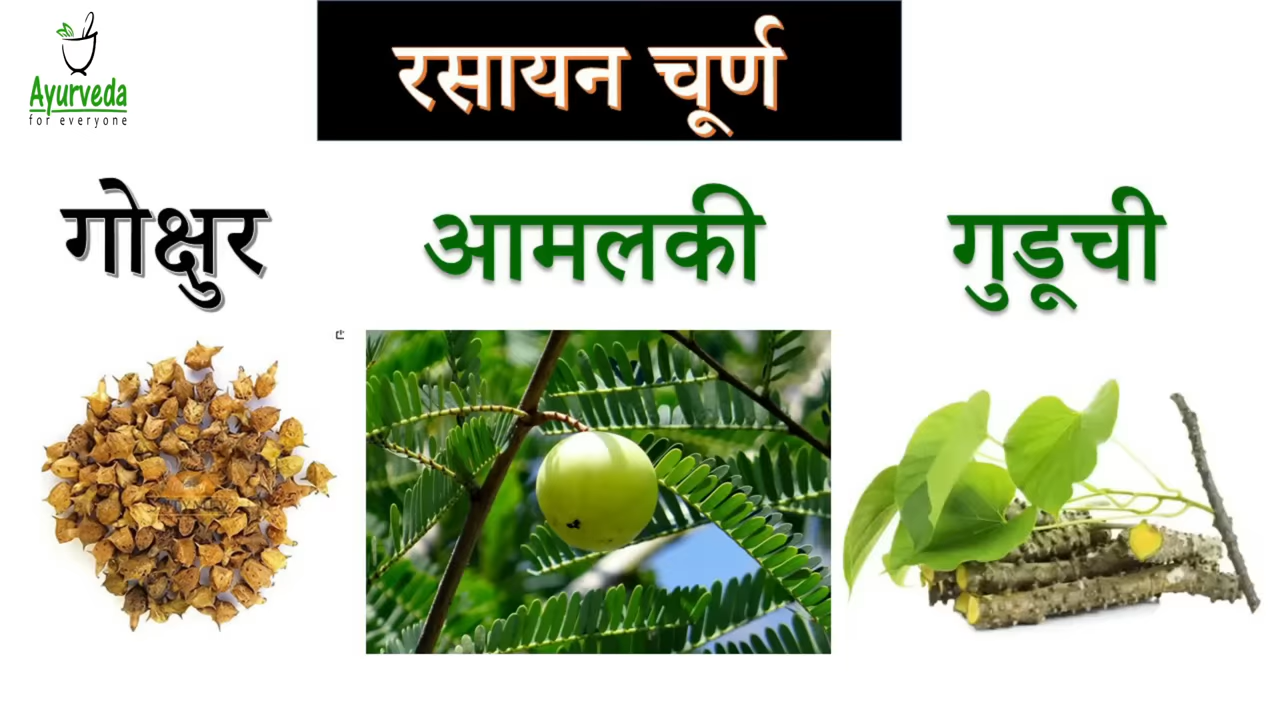 Ayurveda
for everyone
रसायन चूर्ण
गोक्षुर
आमलकी
गुडूची